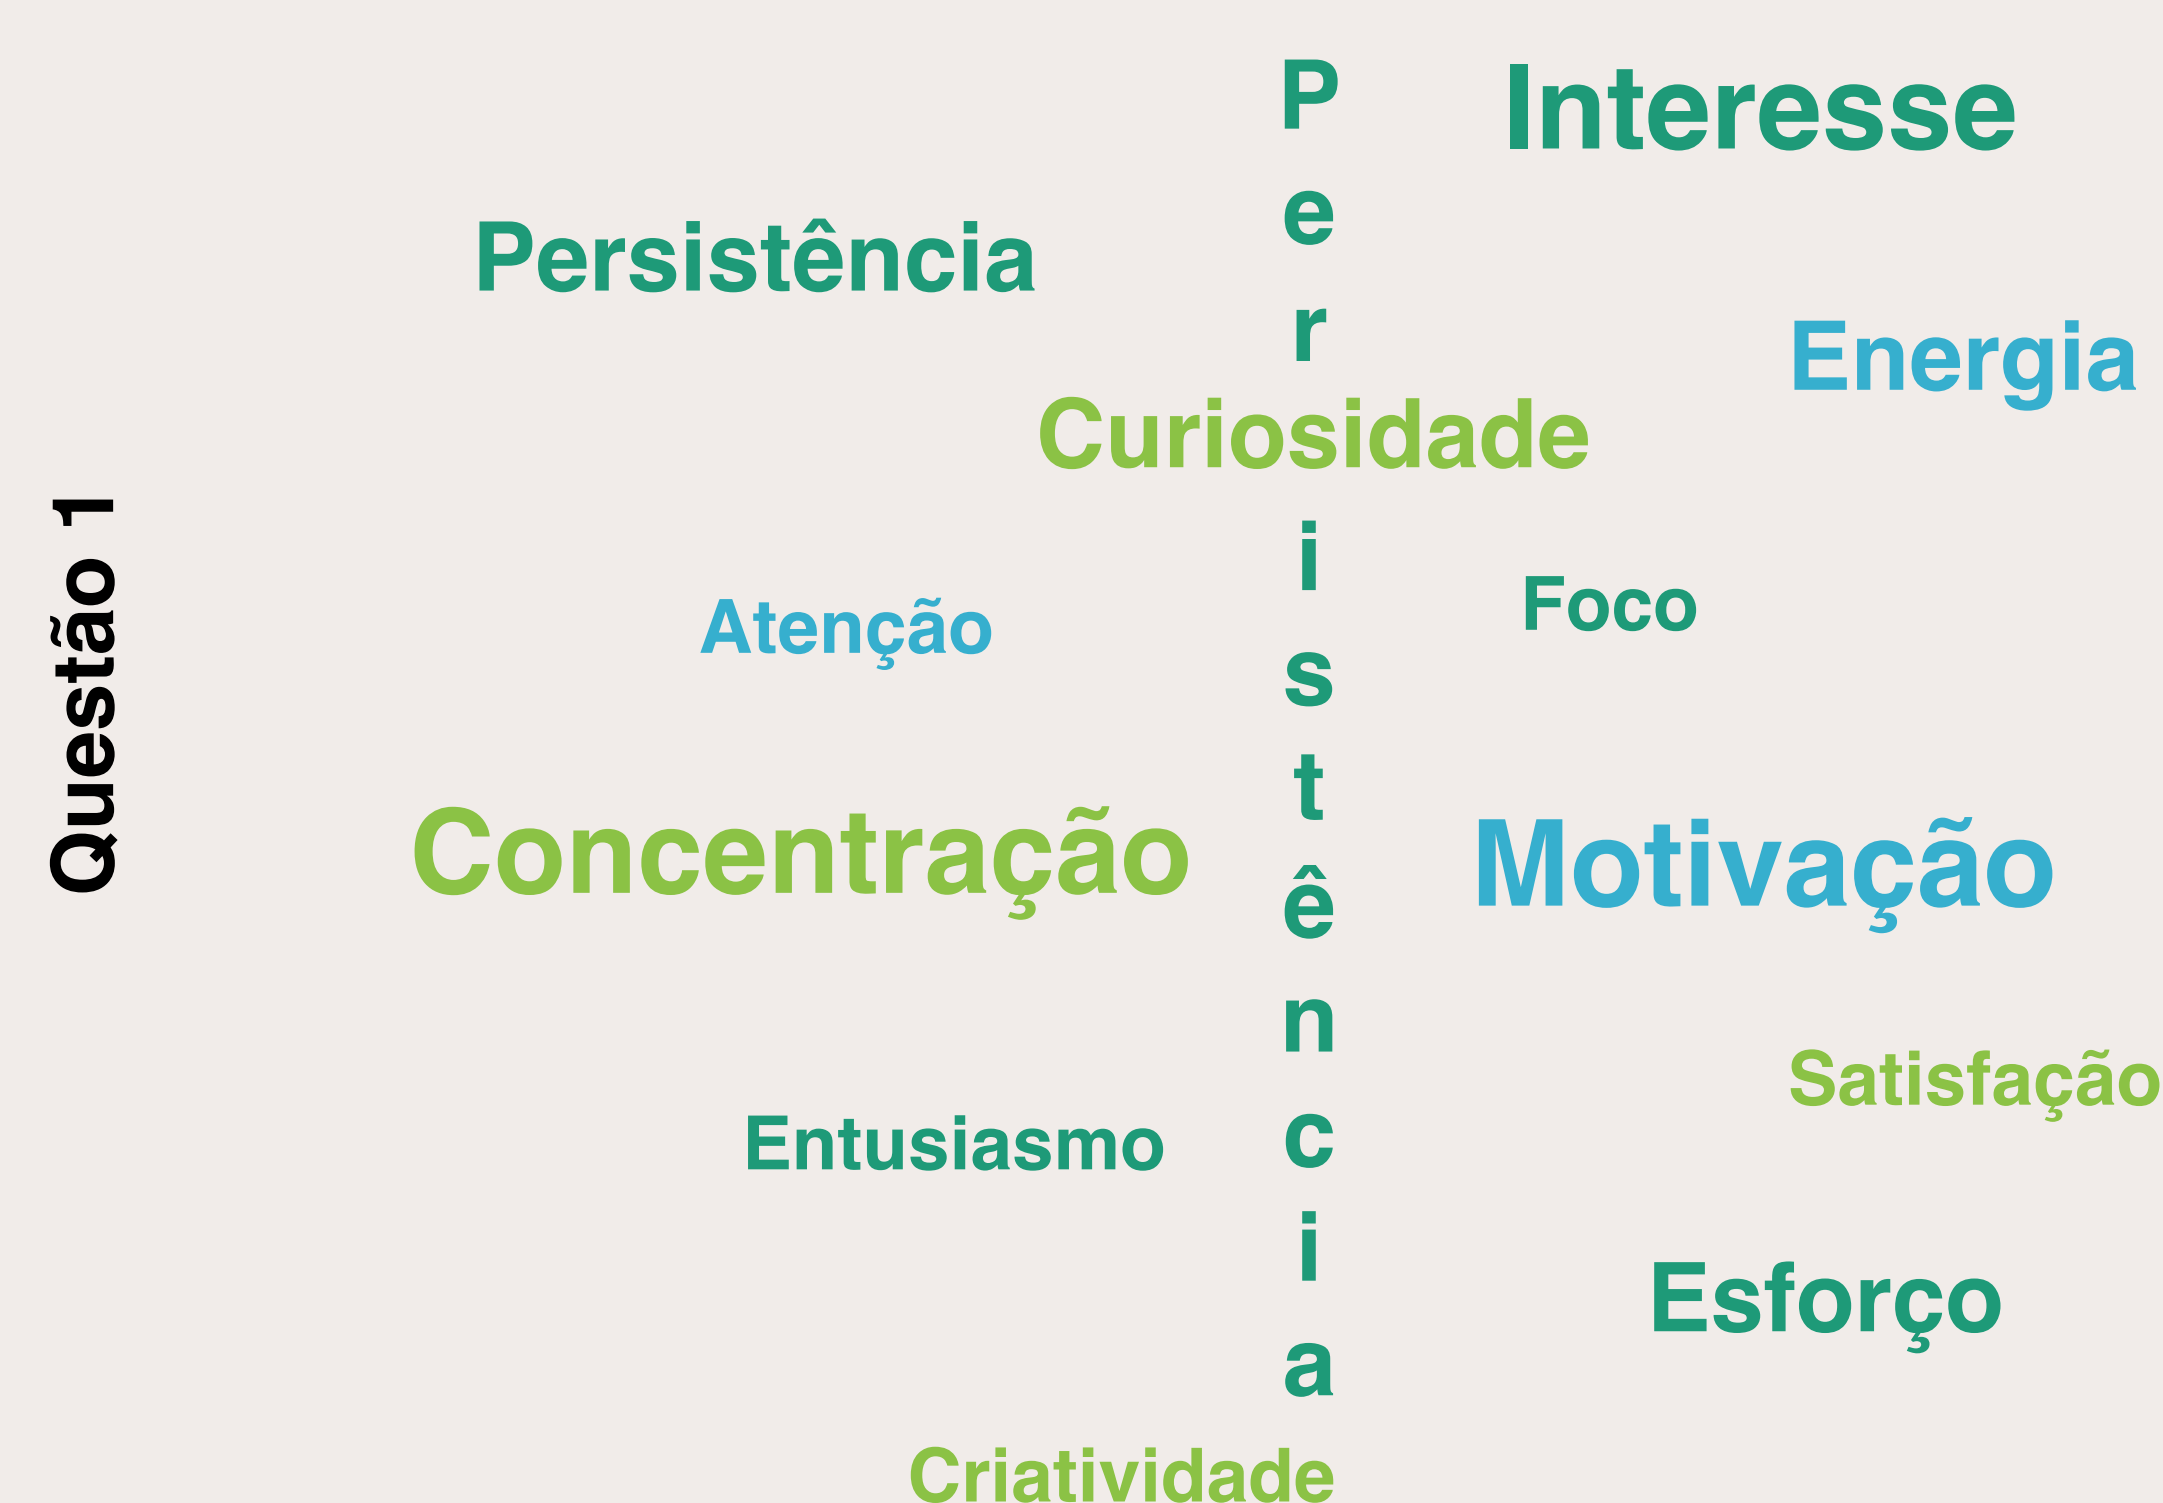 Questão 1
Interesse
Persistência
Persistência
Energia
Curiosidade
Atenção
Foco
Concentração
Motivação
Satisfação
Entusiasmo
Esforço
Criatividade